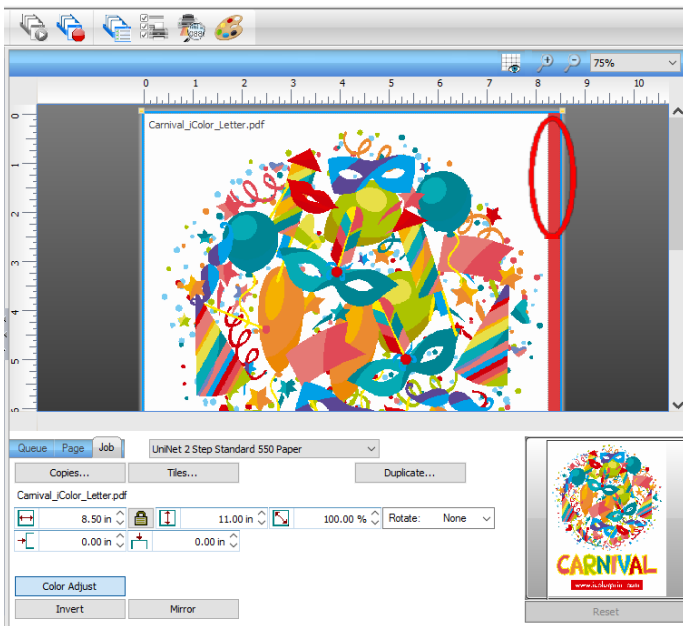 75%
0 1 2 3 4 5 6 7 8 9 10
Carnival_iColor_Letter.pdf
0
1
2
3
4
5
6
Queue Page Job UniNet 2 Step Standard 550 Paper
Copies... Tiles... Duplicate...
Carnival_iColor_Letter.pdf
8.50 in 11.00 in 100.00 % Rotate: None
0.00 in 0.00 in
CARNIVAL
Color Adjust
Invert Mirror Reset